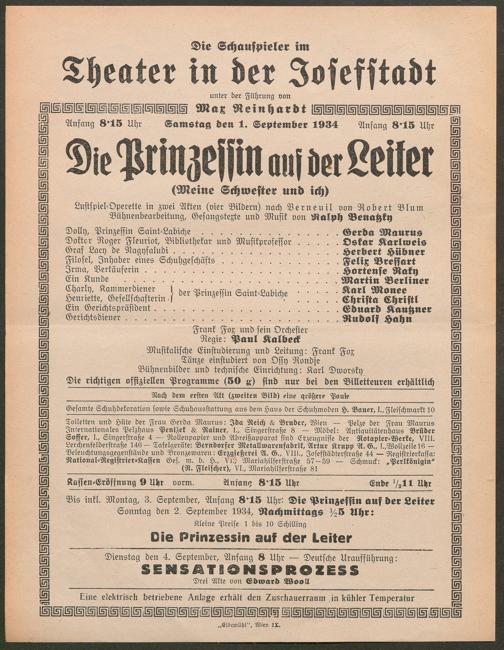 Die Schauspieler im
Theater in der Josefstadt
unter der Führung von
Max Reinhardt
Anfang 8·15 Uhr Samstag den 1. September 1934 Anfang 8·15 Uhr
Die Prinzessin auf der Leiter
(Meine Schwester und ich)
Lustspiel-Operette in zwei Akten (vier Bildern) nach Verneuil von Robert Blum
Bühnenbearbeitung, Gesangstexte und Musik von Ralph Benatzky
Dolly, Prinzessin Saint-Labiche . . . . Gerda Maurus
Doktor Roger Fleuriot, Bibliothekar und Musikprofessor . . . . Oskar Karlweis
Graf Lacy de Nagyfaludi . . . . Herbert Hübner
Filosel, Inhaber eines Schuhgeschäfts . . . . Felix Bressart
Irma, Verkäuferin . . . . Hortense Raky
Ein Kunde . . . . Martin Berliner
Charly, Kammerdiener } der Prinzessin Saint-Labiche . . . . Karl Monee
Henriette, Gesellschafterin } . . . . Christa Christl
Ein Gerichtspräsident . . . . Eduard Kautzner
Gerichtsdiener . . . . Rudolf Hahn
Frank Fox und sein Orchester
Regie: Paul Kalbeck
Musikalische Einstudierung und Leitung: Frank Fox
Tänze einstudiert von Ossy Rondje
Bühnenbilder und technische Einrichtung: Karl Dworsky
Die richtigen offiziellen Programme (50 g) sind nur bei den Billetteuren erhältlich
Nach dem ersten Akt (zweiten Bild) eine größere Pause
Gesamte Schuhdekoration sowie Schuhausstattung aus dem Haus der Schuhmoden H. Bauer, I., Fleischmarkt 10
Toiletten und Hüte der Frau Gerda Maurus: Ida Reich & Bruder, Wien — Pelze der Frau Maurus
Internationales Pelzhaus Penizek & Rainer, I., Singerstraße 8 — Möbel: Antiquitätenhaus Brüder
Soffer, I., Singerstraße 4 — Rollenpapier und Abreißapparat sind Erzeugnisse der Rotapier-Werke, VIII.
Lerchenfelderstraße 146 — Tafelgeräte: Berndorfer Metallwarenfabrik, Artur Krupp A. G., I., Wollzeile 16 —
Beleuchtungsgegenstände und Bronzewaren: Erzgießerei A. G., VIII., Josefstädterstraße 44 — Registrierkassa:
National-Registrier-Kassen Ges. m. b. H., VI., Mariahilferstraße 57—59 — Schmuck: „Perlkönigin“
(R. Fleischer), VI., Mariahilferstraße 81
Kassen-Eröffnung 9 Uhr vorm. Anfang 8·15 Uhr Ende ½11 Uhr
Bis inkl. Montag, 3. September, Anfang 8·15 Uhr: Die Prinzessin auf der Leiter
Sonntag den 2. September 1934, Nachmittags ½5 Uhr:
Kleine Preise 1 bis 10 Schilling
Die Prinzessin auf der Leiter
Dienstag den 4. September, Anfang 8 Uhr — Deutsche Uraufführung:
SENSATIONSPROZESS
Drei Akte von Edward Wooll
Eine elektrisch betriebene Anlage erhält den Zuschauerraum in kühler Temperatur
„Elbemühl“, Wien IX.